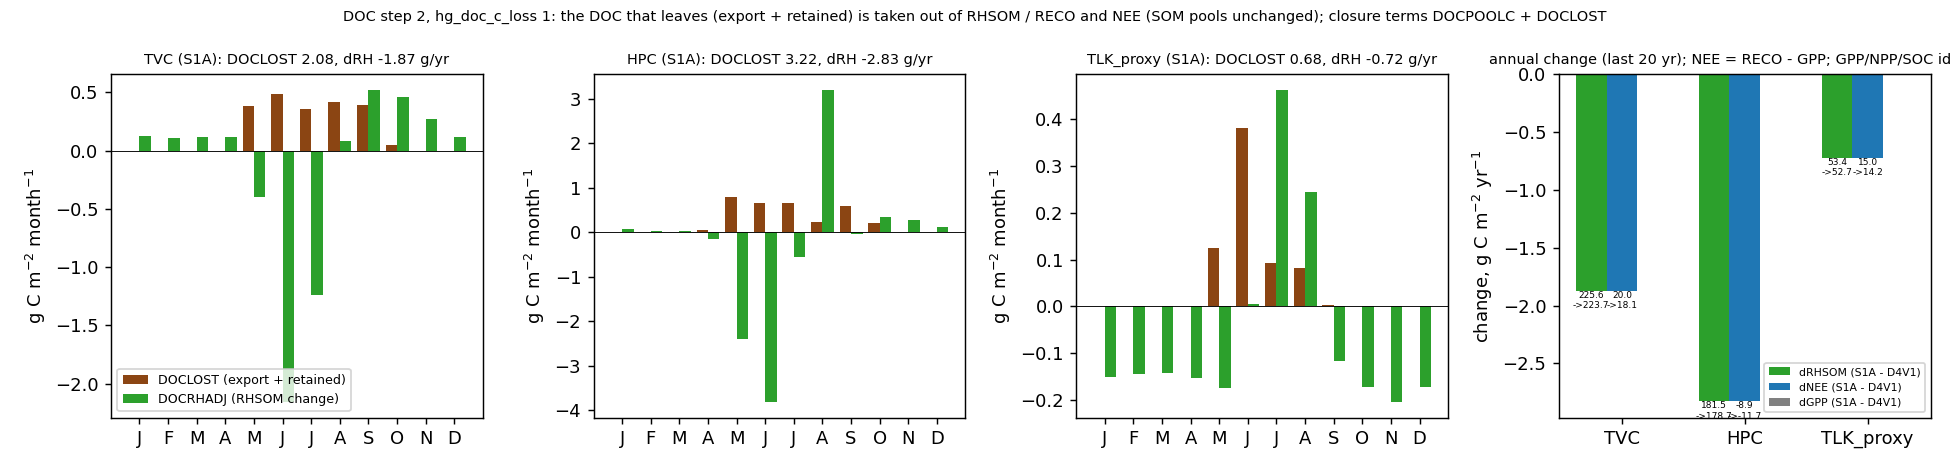 DOC step 2, hg_doc_c_loss 1: the DOC that leaves (export + retained) is taken out of RHSOM / RECO and NEE (SOM pools unchanged); closure terms DOCPOOLC + DOCLOST
TVC (S1A): DOCLOST 2.08, dRH -1.87 g/yr
g C m⁻² month⁻¹
0.5
0.0
−0.5
−1.0
−1.5
−2.0
DOCLOST (export + retained)
DOCRHADJ (RHSOM change)
J F M A M J J A S O N D
HPC (S1A): DOCLOST 3.22, dRH -2.83 g/yr
g C m⁻² month⁻¹
3
2
1
0
−1
−2
−3
−4
J F M A M J J A S O N D
TLK_proxy (S1A): DOCLOST 0.68, dRH -0.72 g/yr
g C m⁻² month⁻¹
0.4
0.3
0.2
0.1
0.0
−0.1
−0.2
J F M A M J J A S O N D
annual change (last 20 yr); NEE = RECO - GPP; GPP/NPP/SOC id
change, g C m⁻² yr⁻¹
0.0
−0.5
−1.0
−1.5
−2.0
−2.5
225.6
->223.7
20.0
->18.1
181.5
->178.7
-8.9
->-11.7
53.4
->52.7
15.0
->14.2
dRHSOM (S1A - D4V1)
dNEE (S1A - D4V1)
dGPP (S1A - D4V1)
TVC HPC TLK_proxy